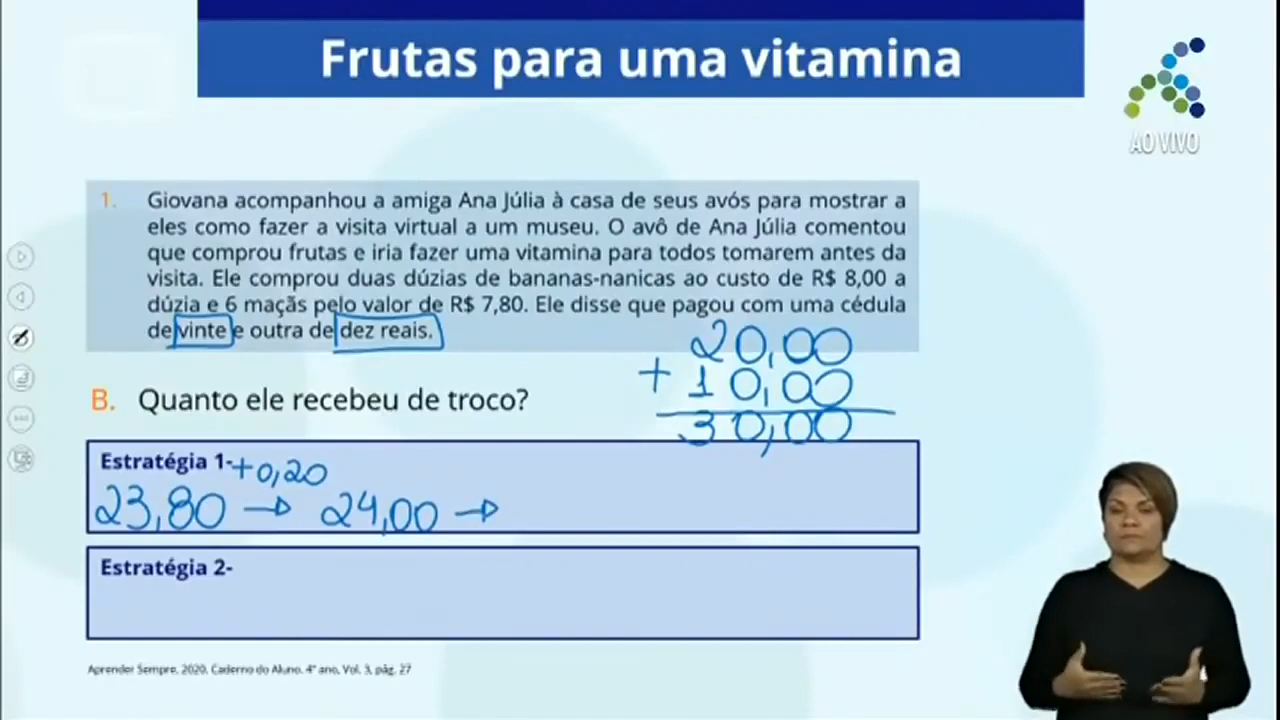 Frutas para uma vitamina
AO VIVO
1. Giovana acompanhou a amiga Ana Júlia à casa de seus avós para mostrar a
eles como fazer a visita virtual a um museu. O avô de Ana Júlia comentou
que comprou frutas e iria fazer uma vitamina para todos tomarem antes da
visita. Ele comprou duas dúzias de bananas-nanicas ao custo de R$ 8,00 a
dúzia e 6 maçãs pelo valor de R$ 7,80. Ele disse que pagou com uma cédula
de vinte e outra de dez reais.
20,00
+ 10,00
30,00
B. Quanto ele recebeu de troco?
Estratégia 1- +0,20
23,80 → 24,00 →
Estratégia 2-
Aprender Sempre, 2020, Caderno do Aluno, 4° ano, Vol. 3, pág. 27